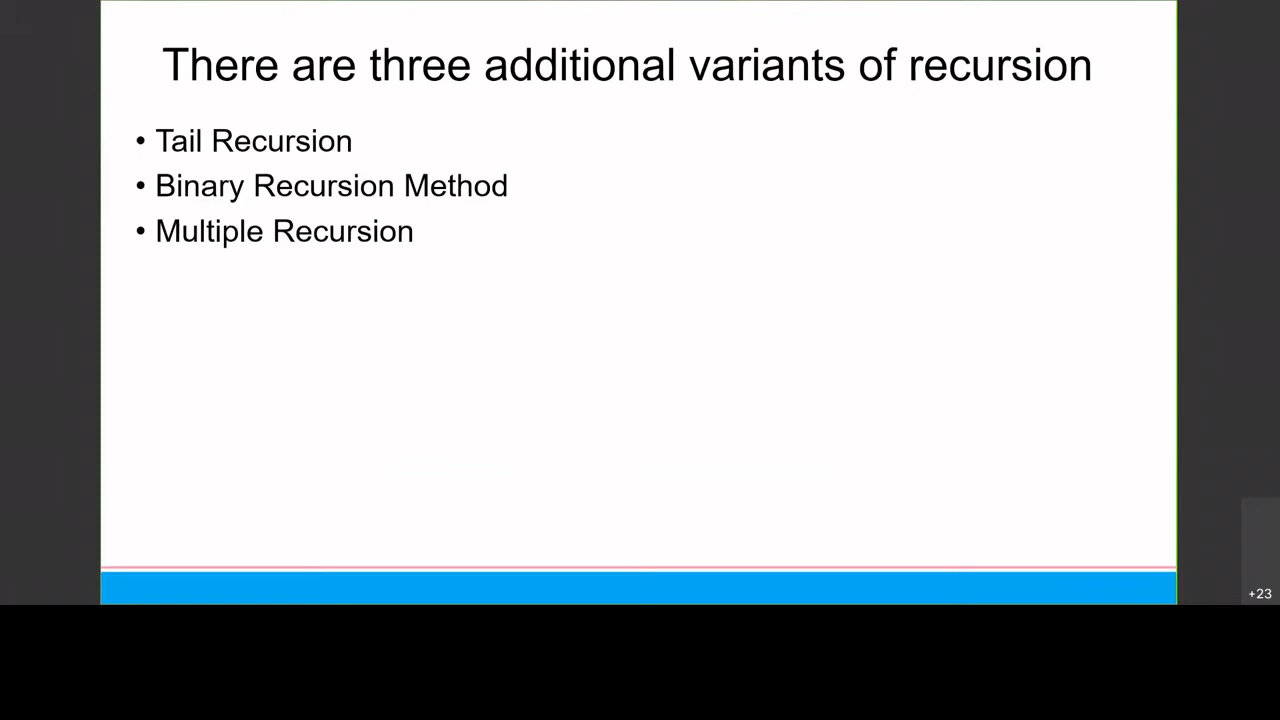 There are three additional variants of recursion
• Tail Recursion
• Binary Recursion Method
• Multiple Recursion
+23